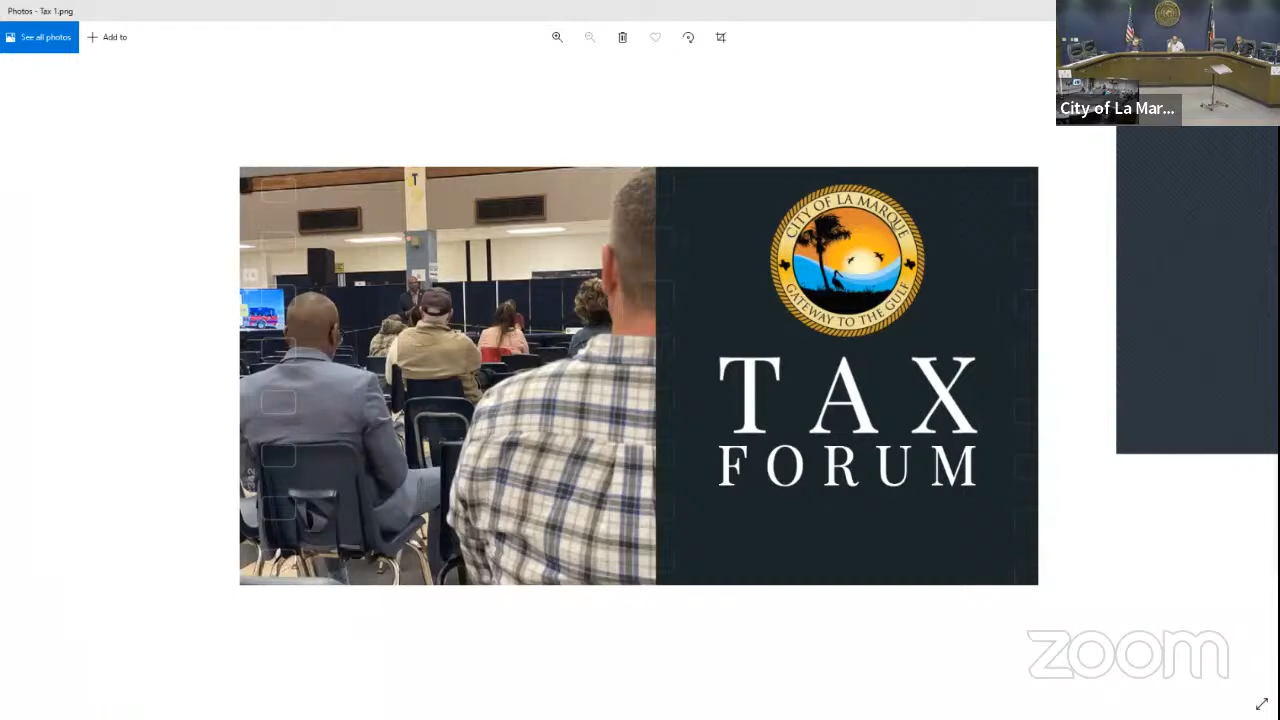 Photos - Tax 1.png
See all photos
Add to
City of La Mar...
CITY OF LA MARQUE
GATEWAY TO THE GULF
TAX
FORUM
zoom